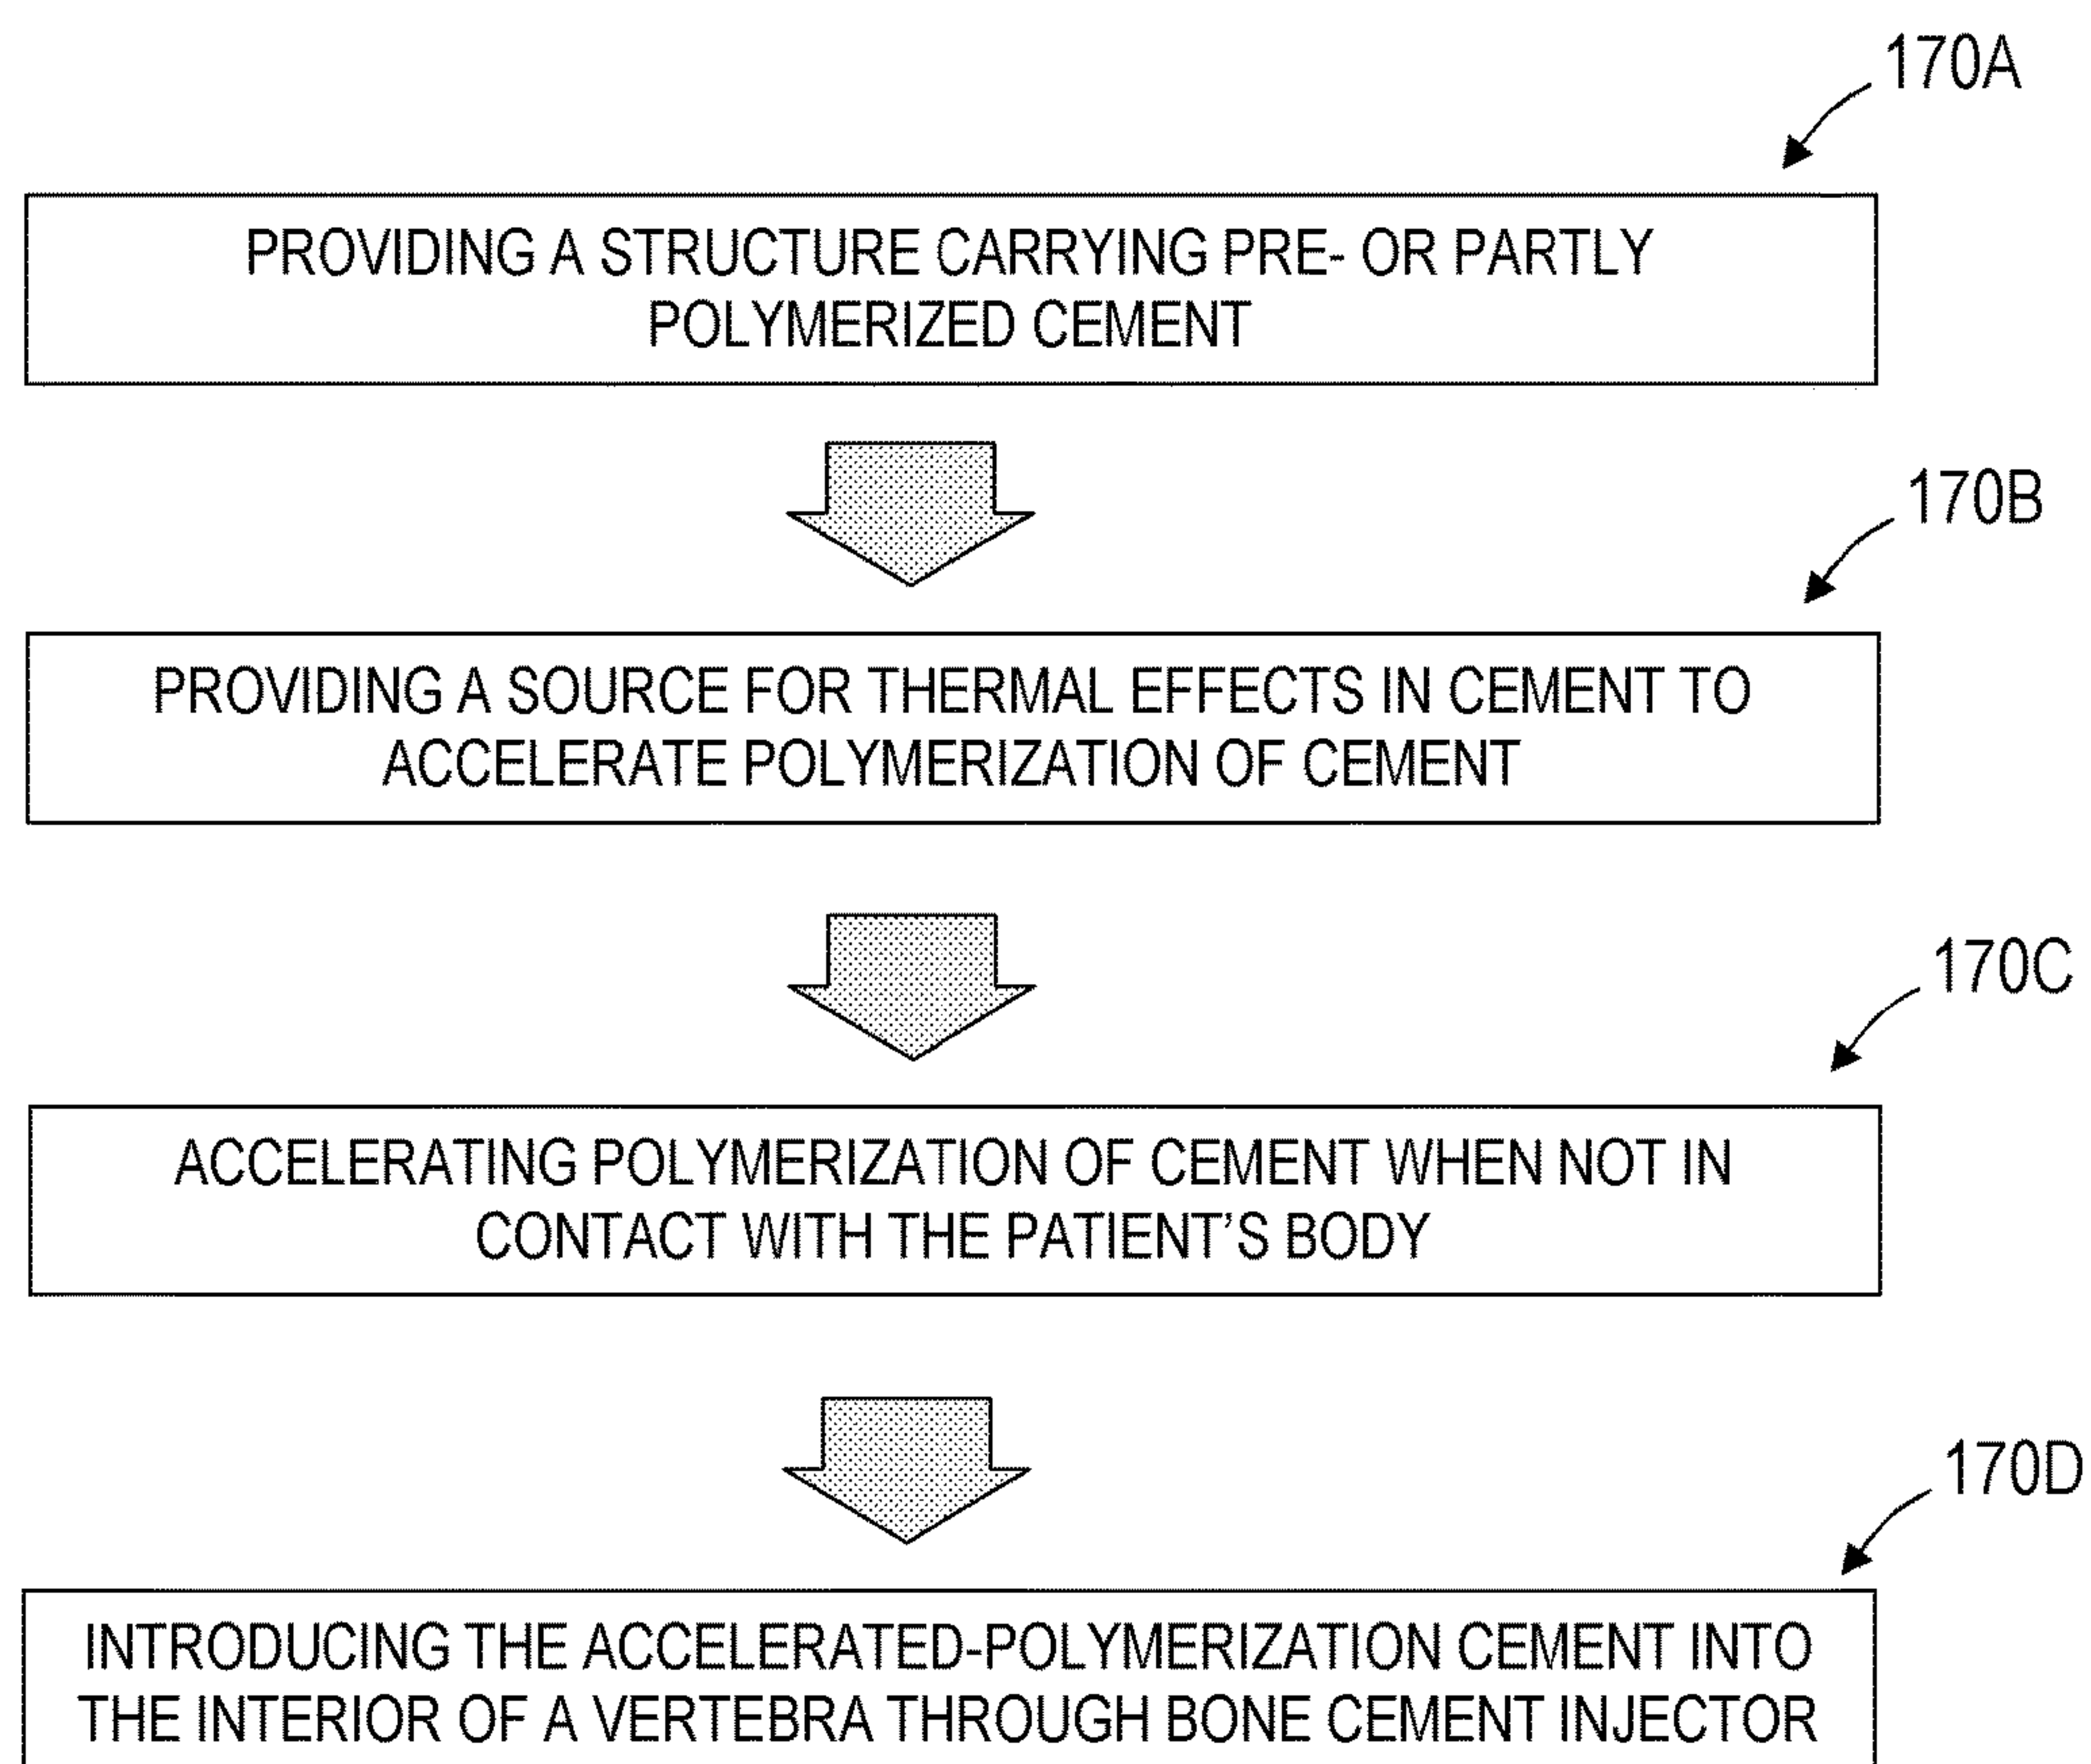 170A
PROVIDING A STRUCTURE CARRYING PRE- OR PARTLY
POLYMERIZED CEMENT
170B
PROVIDING A SOURCE FOR THERMAL EFFECTS IN CEMENT TO
ACCELERATE POLYMERIZATION OF CEMENT
170C
ACCELERATING POLYMERIZATION OF CEMENT WHEN NOT IN
CONTACT WITH THE PATIENT'S BODY
170D
INTRODUCING THE ACCELERATED-POLYMERIZATION CEMENT INTO
THE INTERIOR OF A VERTEBRA THROUGH BONE CEMENT INJECTOR